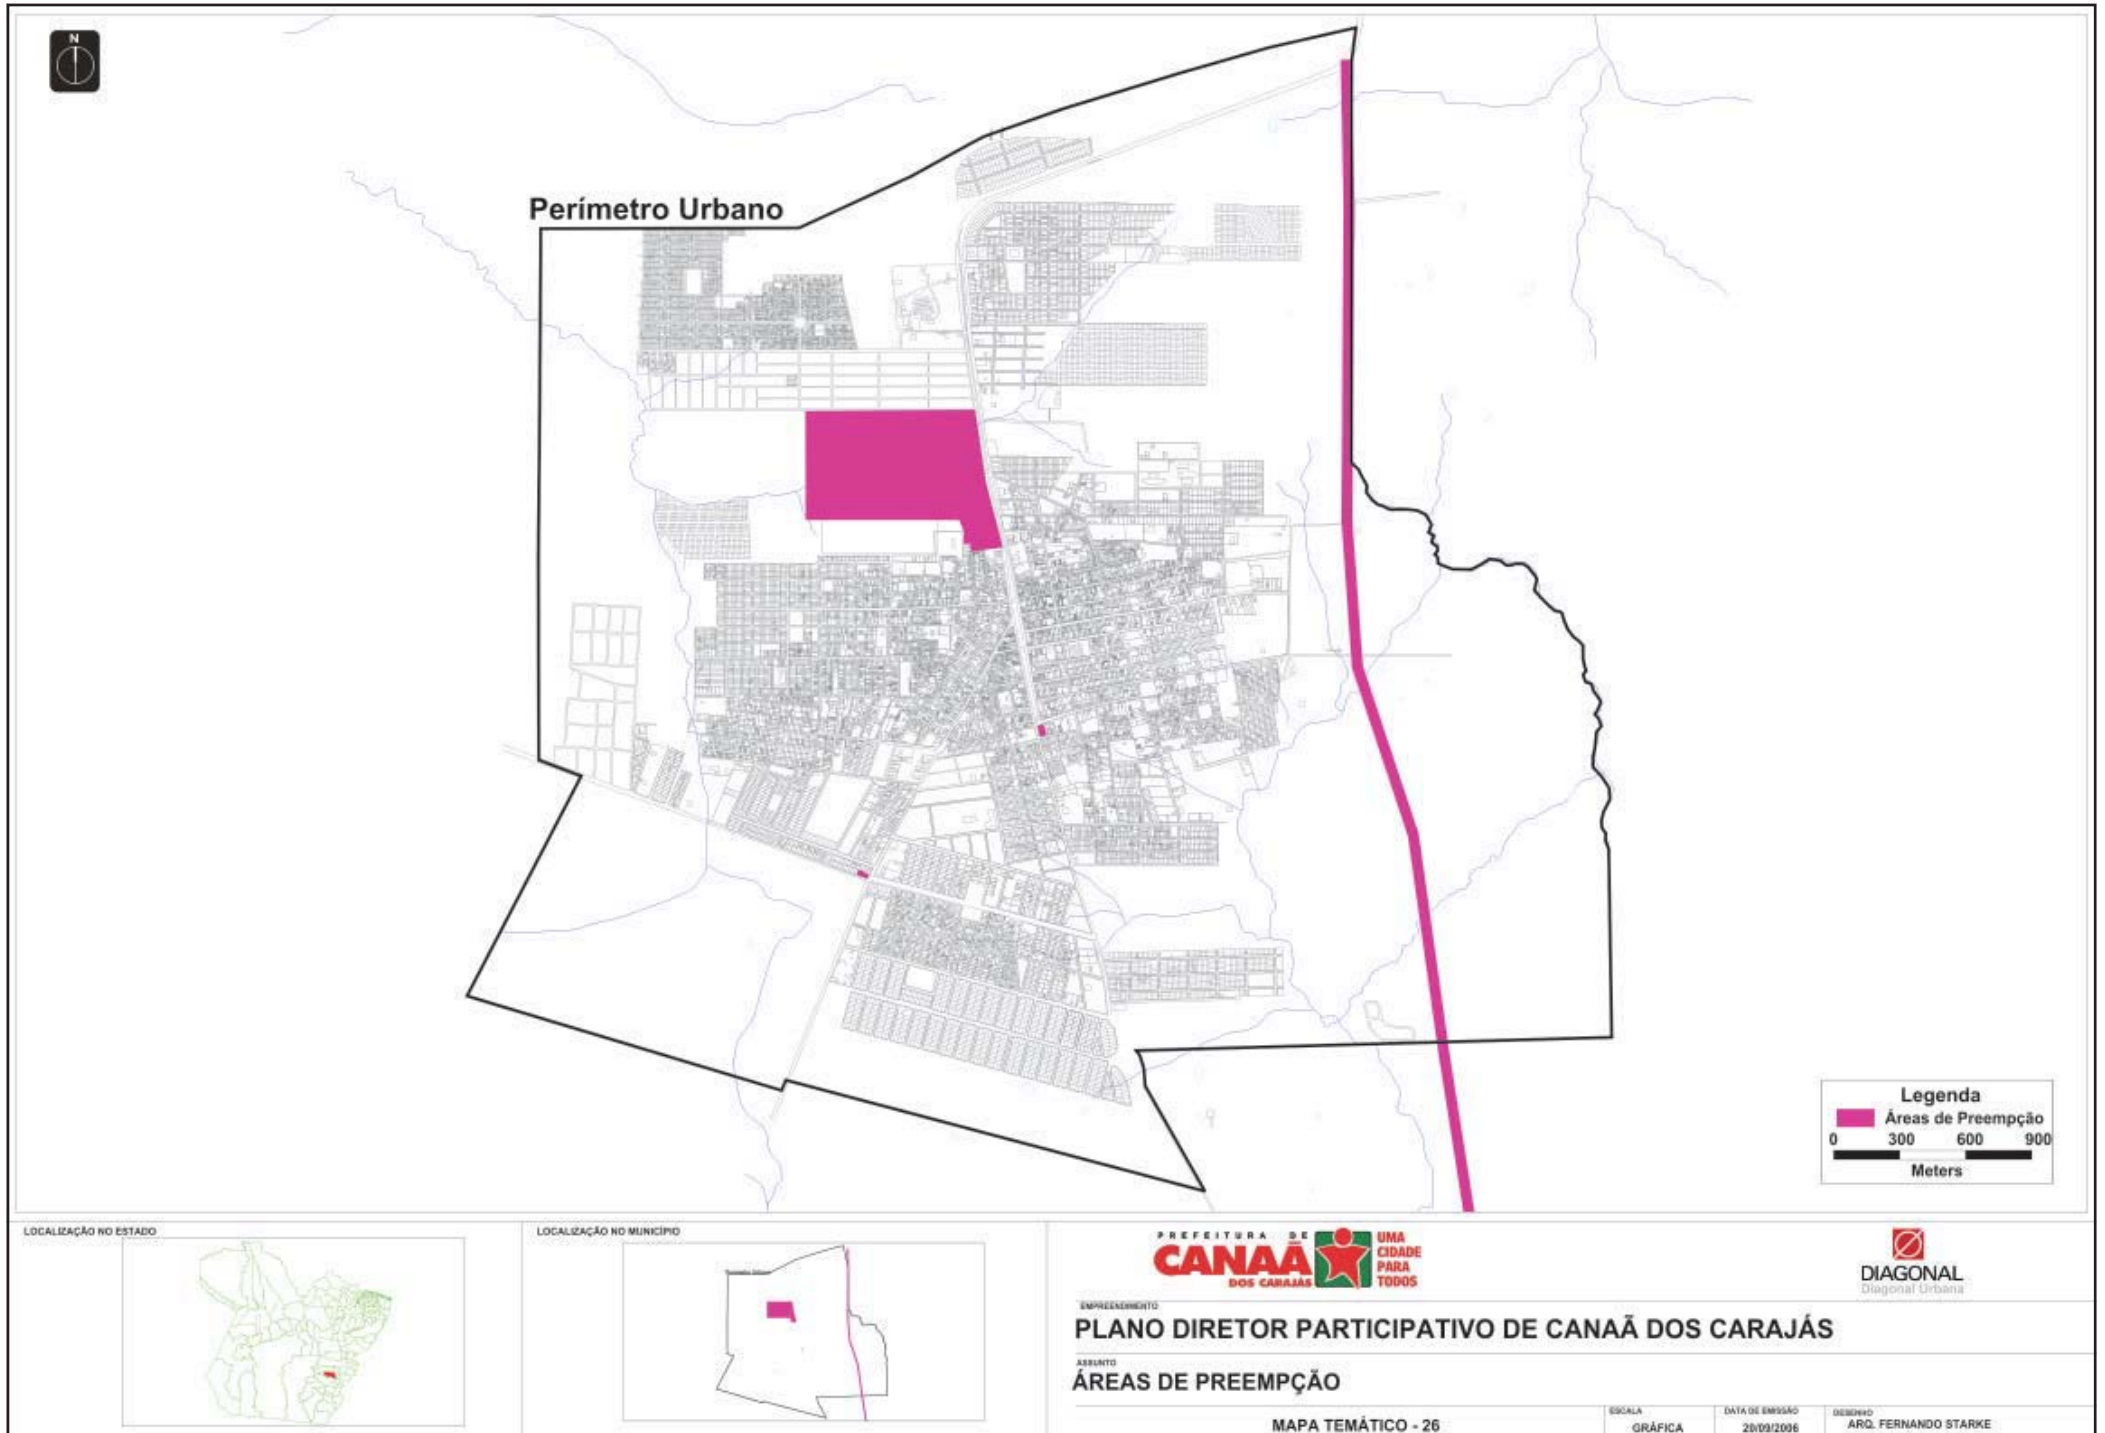 N
Perímetro Urbano
Legenda
Áreas de Preempção
0 300 600 900
Meters
LOCALIZAÇÃO NO ESTADO
LOCALIZAÇÃO NO MUNICÍPIO
PREFEITURA DE
CANAÃ
DOS CARAJÁS
UMA
CIDADE
PARA
TODOS
DIAGONAL
Diagonal Urbana
EMPREENDIMENTO
PLANO DIRETOR PARTICIPATIVO DE CANAÃ DOS CARAJÁS
ASSUNTO
ÁREAS DE PREEMPÇÃO
MAPA TEMÁTICO - 26
ESCALA
GRÁFICA
DATA DE EMISSÃO
20/09/2006
DESENHO
ARQ. FERNANDO STARKE